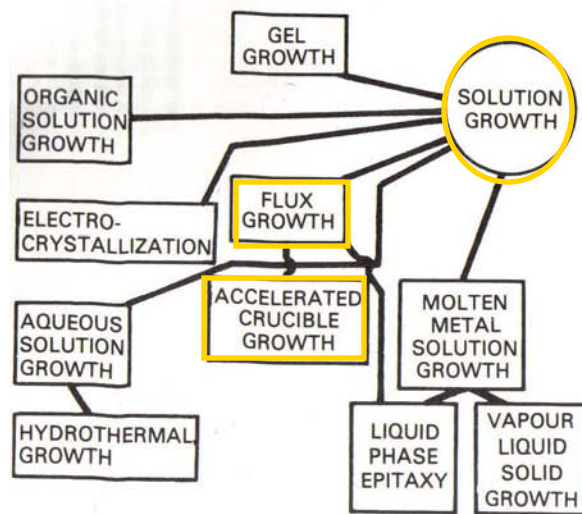 GEL
GROWTH
SOLUTION
GROWTH
ORGANIC
SOLUTION
GROWTH
FLUX
GROWTH
ELECTRO-
CRYSTALLIZATION
ACCELERATED
CRUCIBLE
GROWTH
MOLTEN
METAL
SOLUTION
GROWTH
AQUEOUS
SOLUTION
GROWTH
HYDROTHERMAL
GROWTH
LIQUID
PHASE
EPITAXY
VAPOUR
LIQUID
SOLID
GROWTH